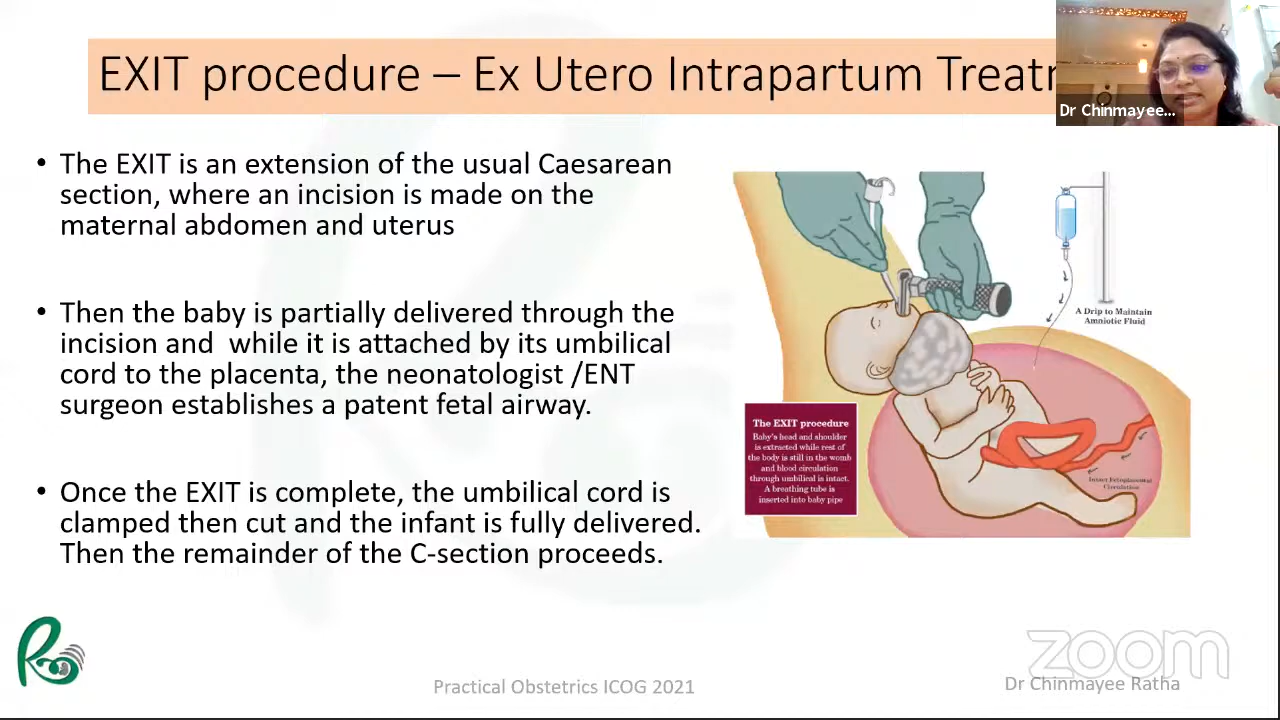 EXIT procedure – Ex Utero Intrapartum Treatr
Dr Chinmayee...
• The EXIT is an extension of the usual Caesarean
section, where an incision is made on the
maternal abdomen and uterus
• Then the baby is partially delivered through the
incision and while it is attached by its umbilical
cord to the placenta, the neonatologist /ENT
surgeon establishes a patent fetal airway.
• Once the EXIT is complete, the umbilical cord is
clamped then cut and the infant is fully delivered.
Then the remainder of the C-section proceeds.
A Drip to Maintain
Amniotic Fluid
The EXIT procedure
Baby's head and shoulder
is extracted while rest of
the body is still in the womb
and blood circulation
through umbilical is intact.
A breathing tube is
inserted into baby pipe
Intact Fetoplacental
Circulation
zoom
Practical Obstetrics ICOG 2021
Dr Chinmayee Ratha